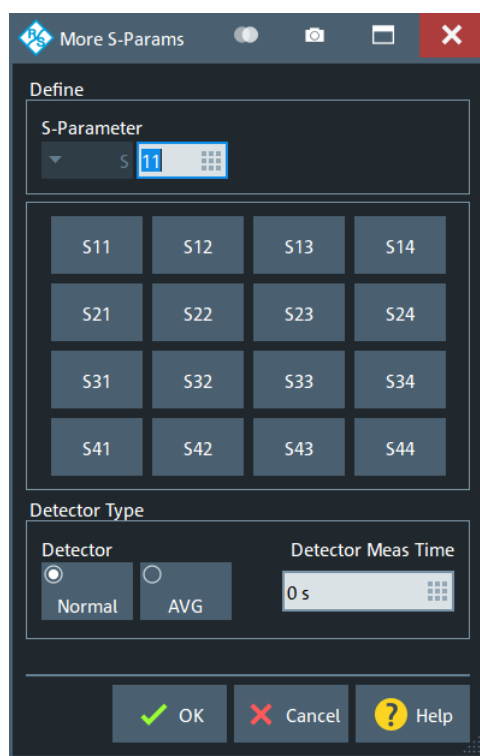 R&S More S-Params
Define
S-Parameter
S 11
S11 S12 S13 S14
S21 S22 S23 S24
S31 S32 S33 S34
S41 S42 S43 S44
Detector Type
Detector Detector Meas Time
Normal AVG 0 s
OK Cancel ? Help